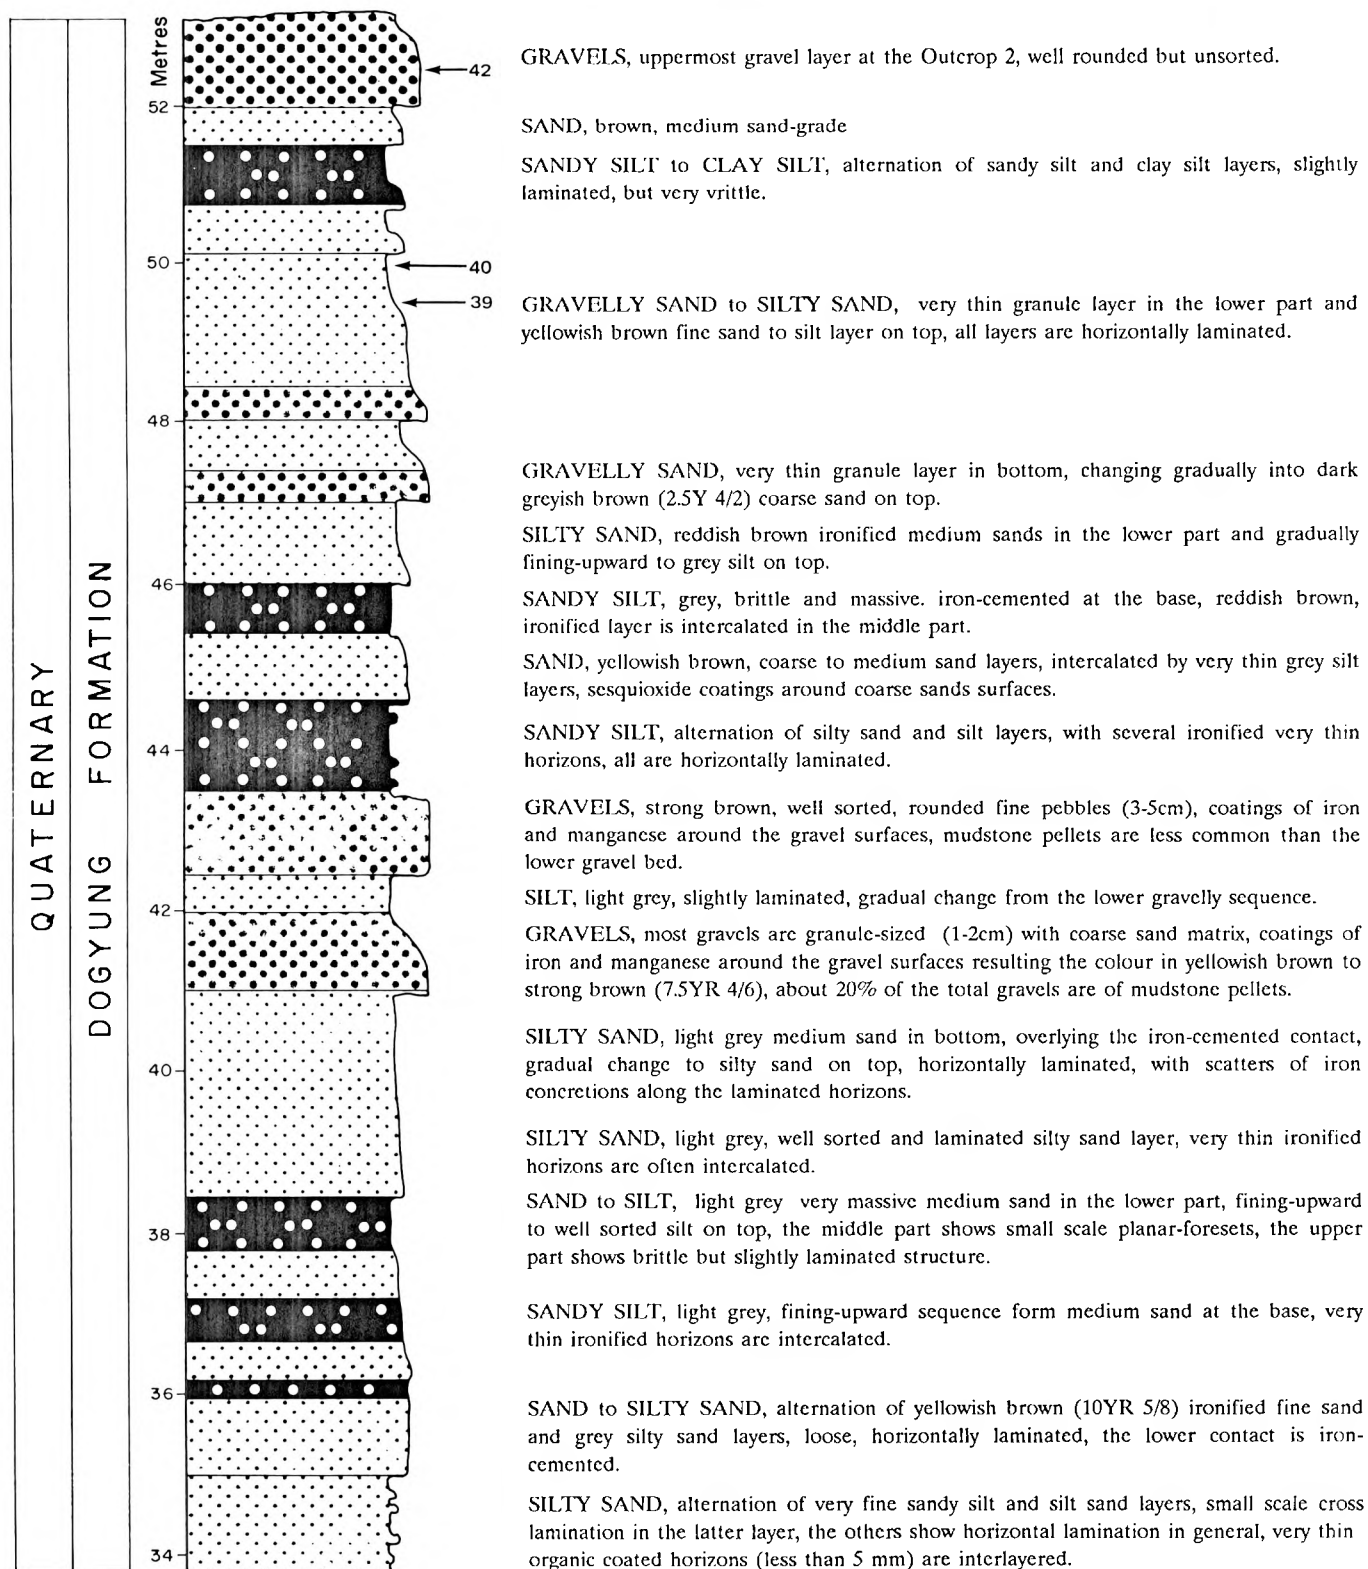 QUATERNARY
DOGYUNG FORMATION
Metres
52
50
48
46
44
42
40
38
36
34
42
40
39
GRAVELS, uppermost gravel layer at the Outcrop 2, well rounded but unsorted.
SAND, brown, medium sand-grade
SANDY SILT to CLAY SILT, alternation of sandy silt and clay silt layers, slightly
laminated, but very vrittle.
GRAVELLY SAND to SILTY SAND, very thin granule layer in the lower part and
yellowish brown fine sand to silt layer on top, all layers are horizontally laminated.
GRAVELLY SAND, very thin granule layer in bottom, changing gradually into dark
greyish brown (2.5Y 4/2) coarse sand on top.
SILTY SAND, reddish brown ironified medium sands in the lower part and gradually
fining-upward to grey silt on top.
SANDY SILT, grey, brittle and massive. iron-cemented at the base, reddish brown,
ironified layer is intercalated in the middle part.
SAND, yellowish brown, coarse to medium sand layers, intercalated by very thin grey silt
layers, sesquioxide coatings around coarse sands surfaces.
SANDY SILT, alternation of silty sand and silt layers, with several ironified very thin
horizons, all are horizontally laminated.
GRAVELS, strong brown, well sorted, rounded fine pebbles (3-5cm), coatings of iron
and manganese around the gravel surfaces, mudstone pellets are less common than the
lower gravel bed.
SILT, light grey, slightly laminated, gradual change from the lower gravelly sequence.
GRAVELS, most gravels are granule-sized (1-2cm) with coarse sand matrix, coatings of
iron and manganese around the gravel surfaces resulting the colour in yellowish brown to
strong brown (7.5YR 4/6), about 20% of the total gravels are of mudstone pellets.
SILTY SAND, light grey medium sand in bottom, overlying the iron-cemented contact,
gradual change to silty sand on top, horizontally laminated, with scatters of iron
concretions along the laminated horizons.
SILTY SAND, light grey, well sorted and laminated silty sand layer, very thin ironified
horizons are often intercalated.
SAND to SILT, light grey very massive medium sand in the lower part, fining-upward
to well sorted silt on top, the middle part shows small scale planar-foresets, the upper
part shows brittle but slightly laminated structure.
SANDY SILT, light grey, fining-upward sequence form medium sand at the base, very
thin ironified horizons are intercalated.
SAND to SILTY SAND, alternation of yellowish brown (10YR 5/8) ironified fine sand
and grey silty sand layers, loose, horizontally laminated, the lower contact is iron-
cemented.
SILTY SAND, alternation of very fine sandy silt and silt sand layers, small scale cross
lamination in the latter layer, the others show horizontal lamination in general, very thin
organic coated horizons (less than 5 mm) are interlayered.